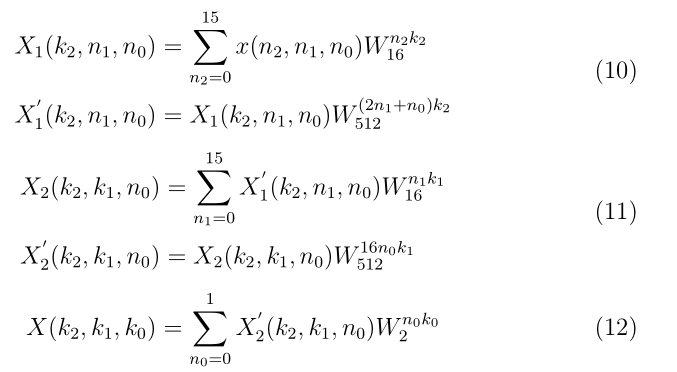 X_1(k_2, n_1, n_0) = \sum_{n_2=0}^{15} x(n_2, n_1, n_0) W_{16}^{n_2 k_2}
(10)
X_1^{'}(k_2, n_1, n_0) = X_1(k_2, n_1, n_0) W_{512}^{(2n_1+n_0)k_2}
X_2(k_2, k_1, n_0) = \sum_{n_1=0}^{15} X_1^{'}(k_2, n_1, n_0) W_{16}^{n_1 k_1}
(11)
X_2^{'}(k_2, k_1, n_0) = X_2(k_2, k_1, n_0) W_{512}^{16 n_0 k_1}
X(k_2, k_1, k_0) = \sum_{n_0=0}^{1} X_2^{'}(k_2, k_1, n_0) W_2^{n_0 k_0} (12)